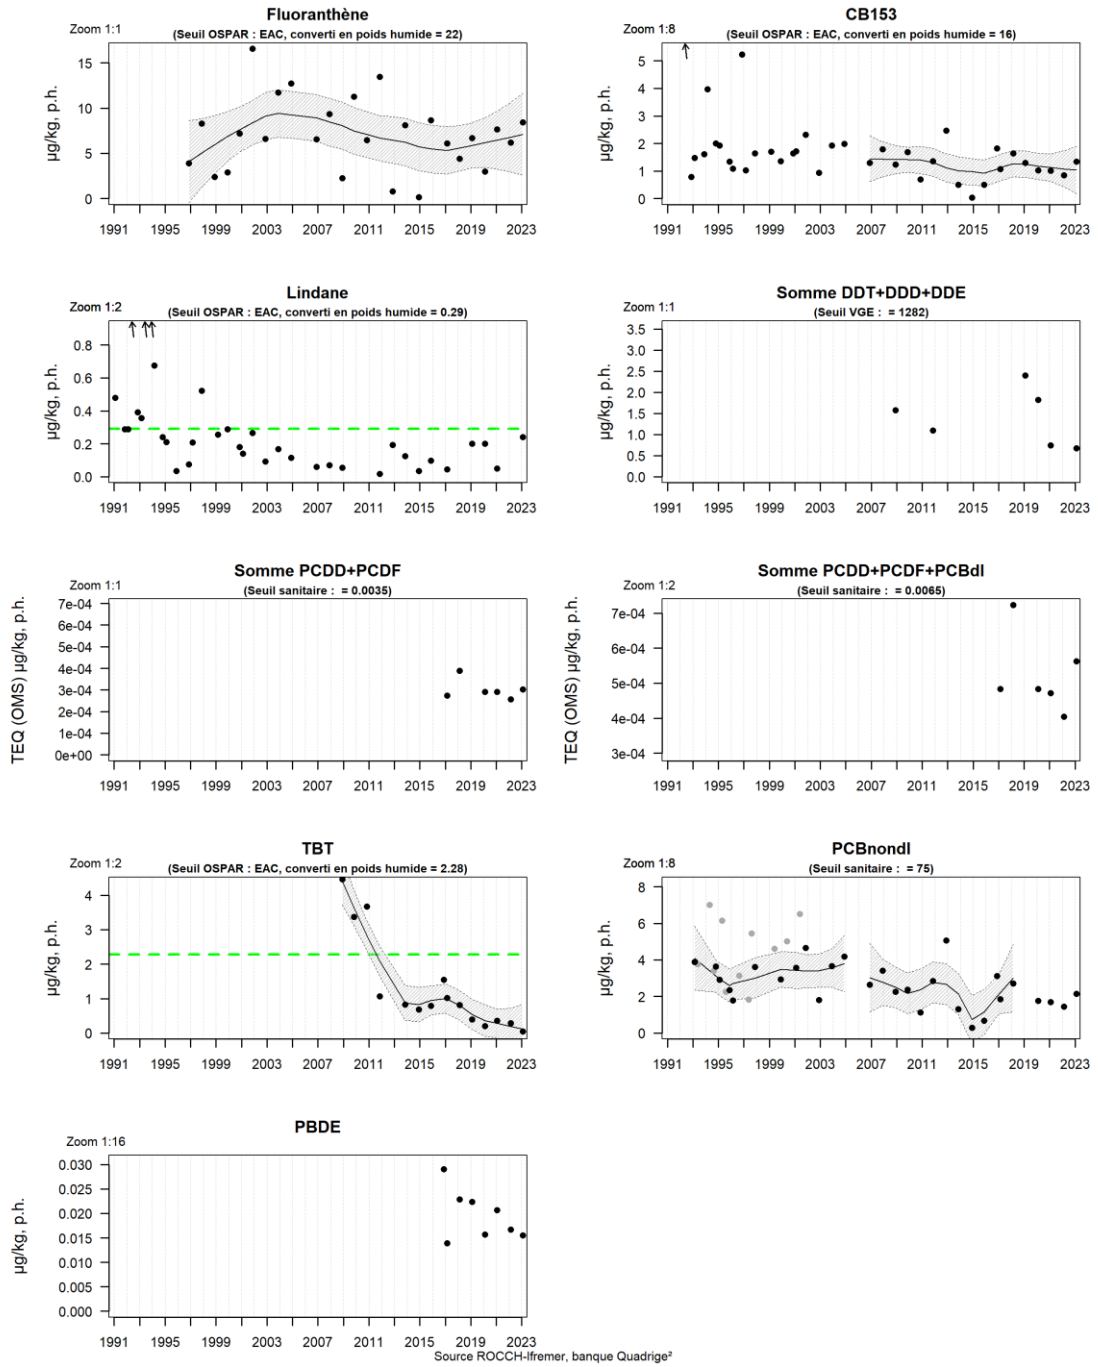 Fluoranthène
Zoom 1:1
(Seuil OSPAR : EAC, converti en poids humide = 22)
µg/kg, p.h.
15
10
5
0
1991 1995 1999 2003 2007 2011 2015 2019 2023
CB153
Zoom 1:8
(Seuil OSPAR : EAC, converti en poids humide = 16)
µg/kg, p.h.
5
4
3
2
1
0
1991 1995 1999 2003 2007 2011 2015 2019 2023
Lindane
Zoom 1:2
(Seuil OSPAR : EAC, converti en poids humide = 0.29)
µg/kg, p.h.
0.8
0.6
0.4
0.2
0.0
1991 1995 1999 2003 2007 2011 2015 2019 2023
Somme DDT+DDD+DDE
Zoom 1:1
(Seuil VGE : = 1282)
µg/kg, p.h.
3.5
3.0
2.5
2.0
1.5
1.0
0.5
0.0
1991 1995 1999 2003 2007 2011 2015 2019 2023
Somme PCDD+PCDF
Zoom 1:1
(Seuil sanitaire : = 0.0035)
TEQ (OMS) µg/kg, p.h.
7e-04
6e-04
5e-04
4e-04
3e-04
2e-04
1e-04
0e+00
1991 1995 1999 2003 2007 2011 2015 2019 2023
Somme PCDD+PCDF+PCBdl
Zoom 1:2
(Seuil sanitaire : = 0.0065)
TEQ (OMS) µg/kg, p.h.
7e-04
6e-04
5e-04
4e-04
3e-04
1991 1995 1999 2003 2007 2011 2015 2019 2023
TBT
Zoom 1:2
(Seuil OSPAR : EAC, converti en poids humide = 2.28)
µg/kg, p.h.
4
3
2
1
0
1991 1995 1999 2003 2007 2011 2015 2019 2023
PCBnondl
Zoom 1:8
(Seuil sanitaire : = 75)
µg/kg, p.h.
8
6
4
2
0
1991 1995 1999 2003 2007 2011 2015 2019 2023
PBDE
Zoom 1:16
µg/kg, p.h.
0.030
0.025
0.020
0.015
0.010
0.005
0.000
1991 1995 1999 2003 2007 2011 2015 2019 2023
Source ROCCH-Ifremer, banque Quadrige²